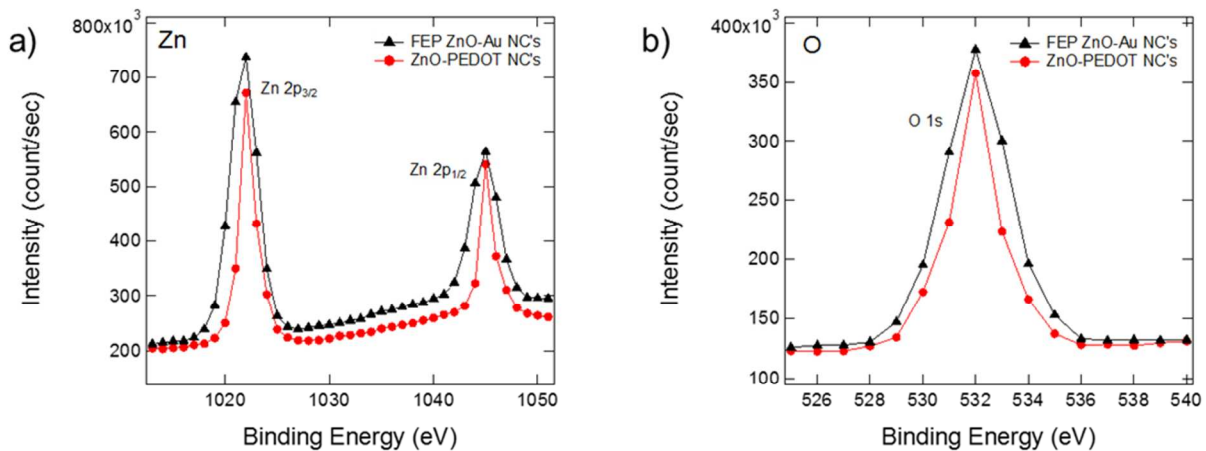 a)
Zn
FEP ZnO-Au NC's
ZnO-PEDOT NC's
Zn 2p3/2
Zn 2p1/2
800x10³
700
600
500
400
300
200
Intensity (count/sec)
1020
1030
1040
1050
Binding Energy (eV)
b)
O
FEP ZnO-Au NC's
ZnO-PEDOT NC's
O 1s
400x10³
350
300
250
200
150
100
Intensity (count/sec)
526
528
530
532
534
536
538
540
Binding Energy (eV)